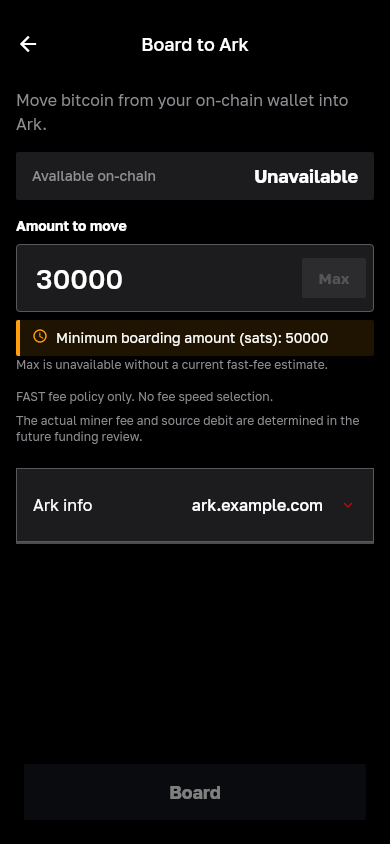 Board to Ark
Move bitcoin from your on-chain wallet into
Ark.
Available on-chain
Unavailable
Amount to move
30000
Max
Minimum boarding amount (sats): 50000
Max is unavailable without a current fast-fee estimate.
FAST fee policy only. No fee speed selection.
The actual miner fee and source debit are determined in the
future funding review.
Ark info
ark.example.com
Board